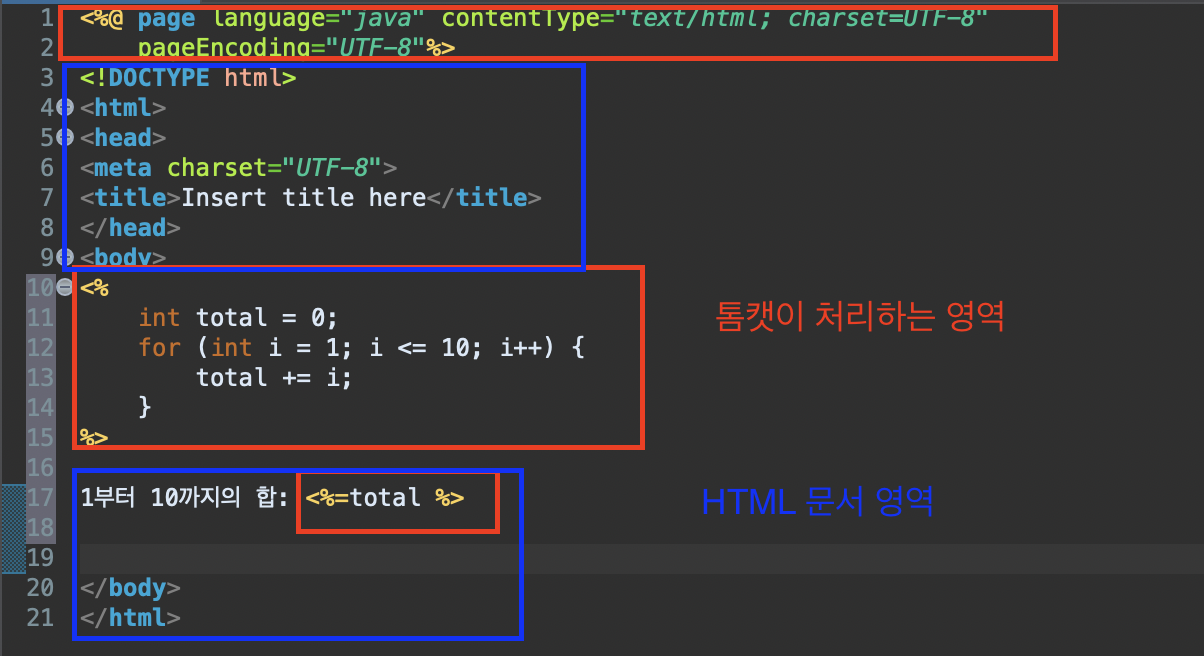 1 <%@ page language="java" contentType="text/html; charset=UTF-8"
2 pageEncoding="UTF-8"%>
3 <!DOCTYPE html>
4 <html>
5 <head>
6 <meta charset="UTF-8">
7 <title>Insert title here</title>
8 </head>
9 <body>
10 <%
11 int total = 0;
12 for (int i = 1; i <= 10; i++) {
톰캣이 처리하는 영역
13 total += i;
14 }
15 %>
16
17 1부터 10까지의 합: <%=total %>
HTML 문서 영역
18
19
20 </body>
21 </html>